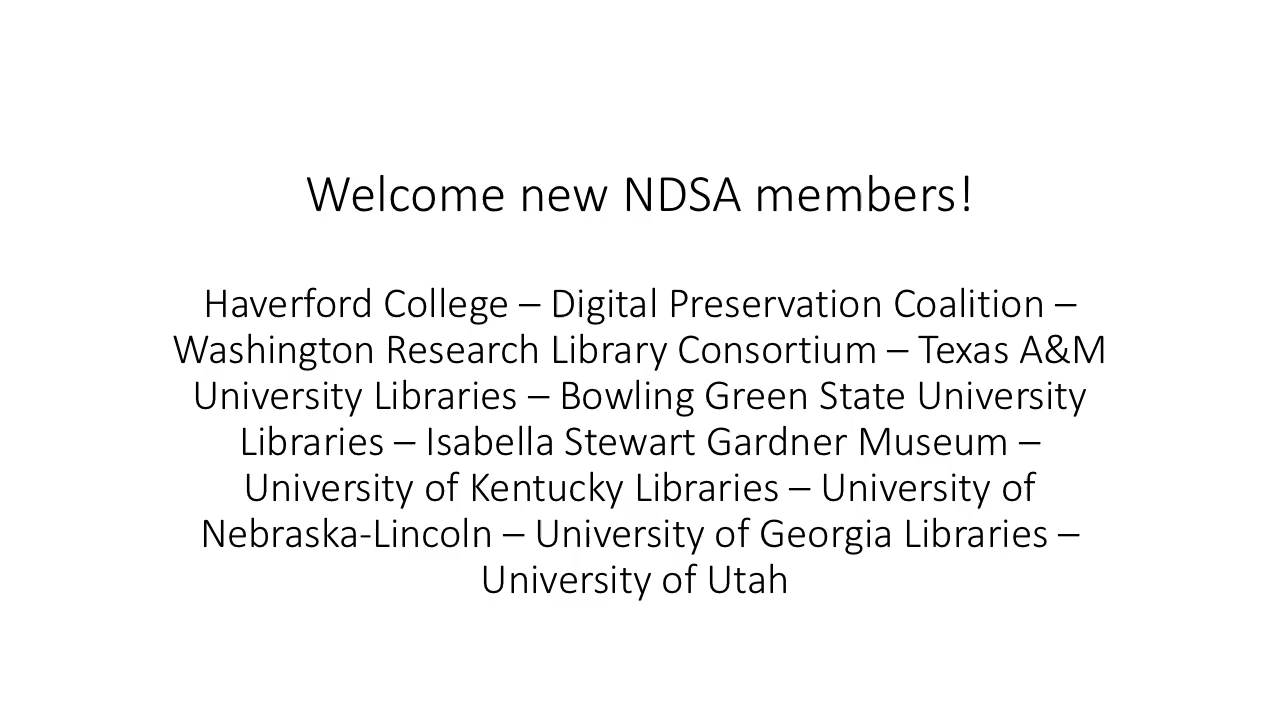 Welcome new NDSA members!
Haverford College – Digital Preservation Coalition –
Washington Research Library Consortium – Texas A&M
University Libraries – Bowling Green State University
Libraries – Isabella Stewart Gardner Museum –
University of Kentucky Libraries – University of
Nebraska-Lincoln – University of Georgia Libraries –
University of Utah